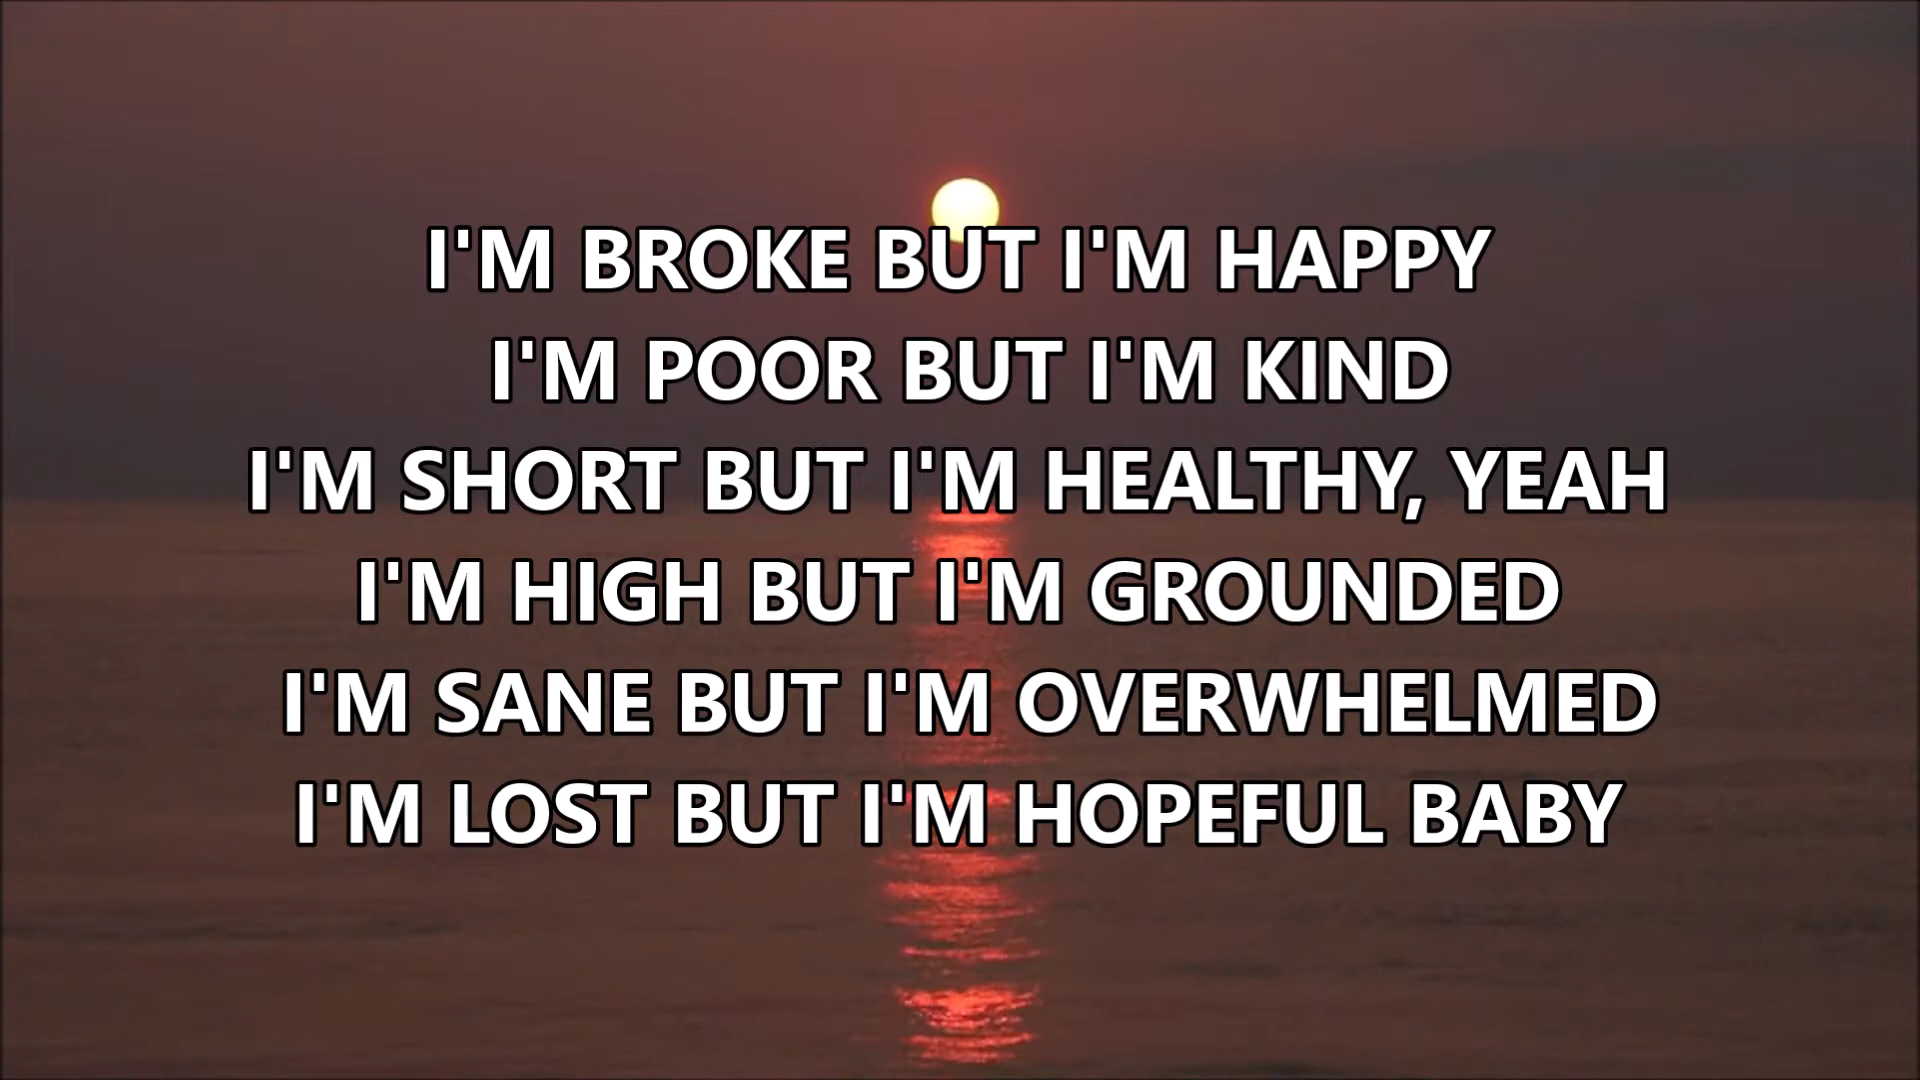 I'M BROKE BUT I'M HAPPY
I'M POOR BUT I'M KIND
I'M SHORT BUT I'M HEALTHY, YEAH
I'M HIGH BUT I'M GROUNDED
I'M SANE BUT I'M OVERWHELMED
I'M LOST BUT I'M HOPEFUL BABY